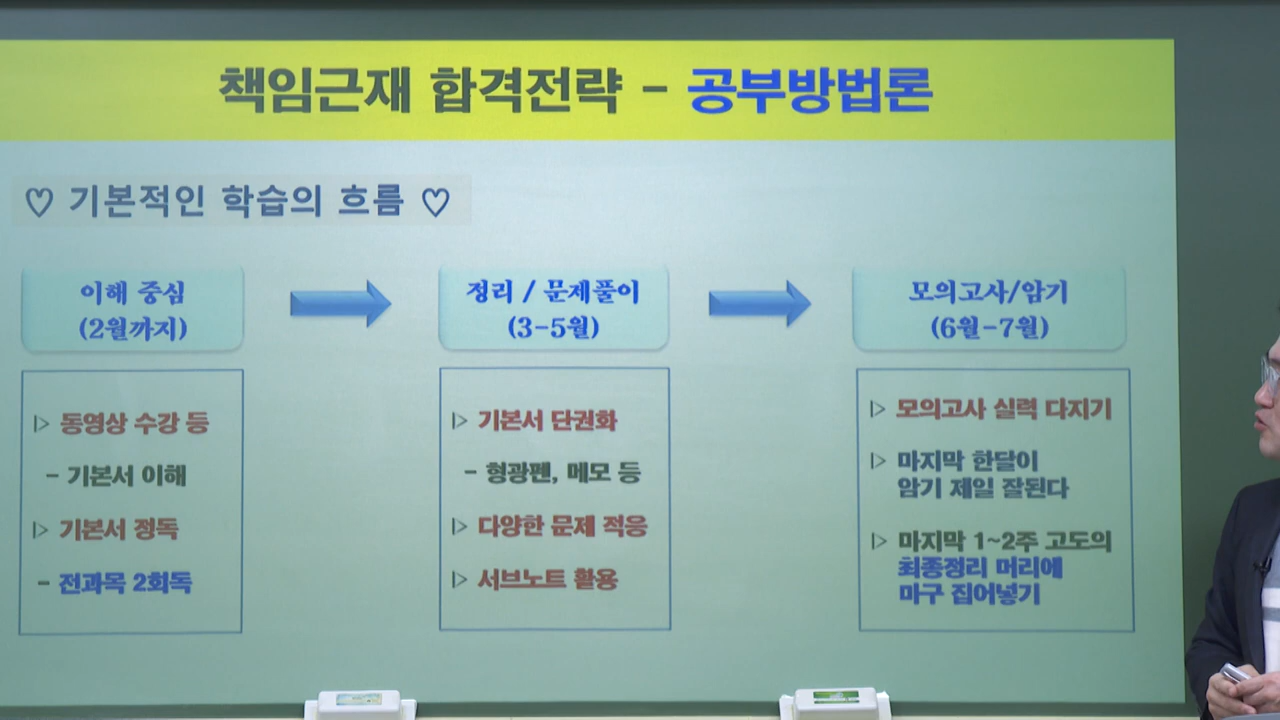 책임근재 합격전략 - 공부방법론
♡ 기본적인 학습의 흐름 ♡
이해 중심
(2월까지)
▷ 동영상 수강 등
- 기본서 이해
▷ 기본서 정독
- 전과목 2회독
정리 / 문제풀이
(3-5월)
▷ 기본서 단권화
- 형광펜, 메모 등
▷ 다양한 문제 적응
▷ 서브노트 활용
모의고사/암기
(6월-7월)
▷ 모의고사 실력 다지기
▷ 마지막 한달이
암기 제일 잘된다
▷ 마지막 1~2주 고도의
최종정리 머리에
마구 집어넣기